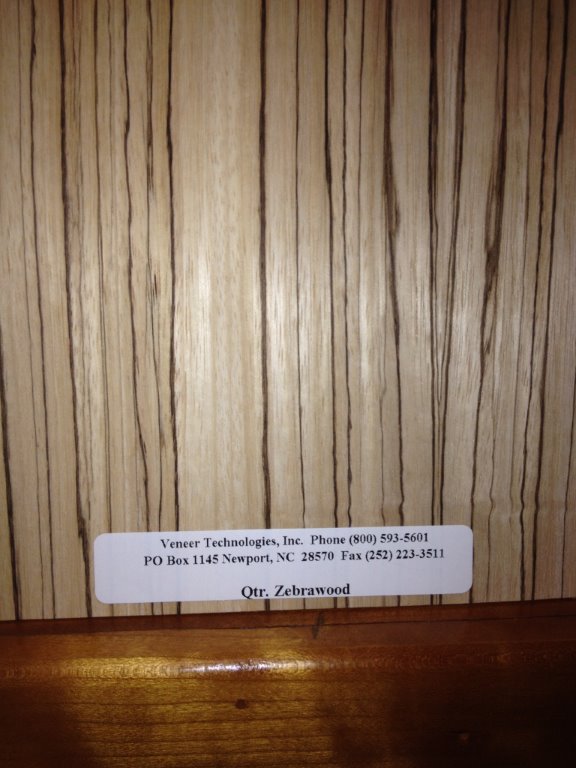 Veneer Technologies, Inc. Phone (800) 593-5601
PO Box 1145 Newport, NC 28570 Fax (252) 223-3511
Qtr. Zebrawood